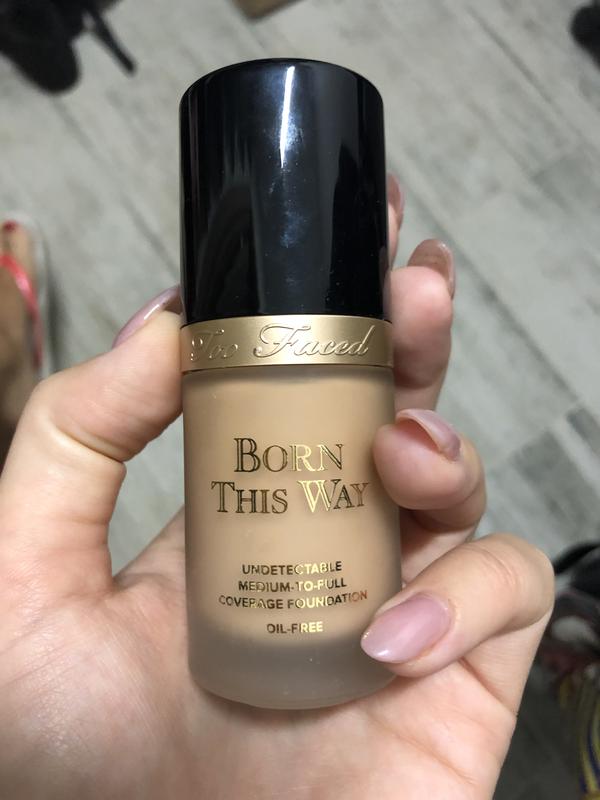 Too Faced
BORN
THIS WAY
UNDETECTABLE
MEDIUM-TO-FULL
COVERAGE FOUNDATION
OIL-FREE